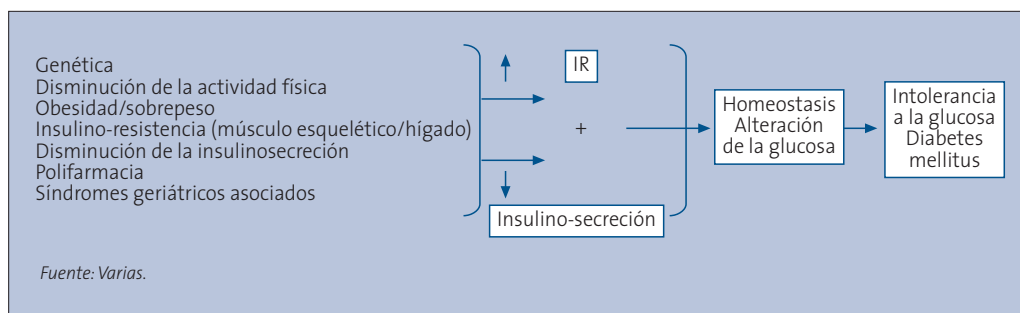 Genética
Disminución de la actividad física
Obesidad/sobrepeso
Insulino-resistencia (músculo esquelético/hígado)
Disminución de la insulinosecreción
Polifarmacia
Síndromes geriátricos asociados
IR
+
Insulino-secreción
Homeostasis
Alteración
de la glucosa
Intolerancia
a la glucosa
Diabetes
mellitus
Fuente: Varias.